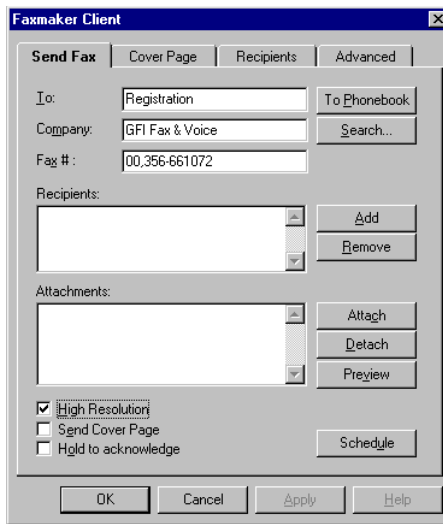 Faxmaker Client
Send Fax Cover Page Recipients Advanced
To: Registration To Phonebook
Company: GFI Fax & Voice Search...
Fax # : 00,356-661072
Recipients:
Add
Remove
Attachments:
Attach
Detach
Preview
High Resolution
Send Cover Page
Hold to acknowledge Schedule
OK Cancel Apply Help